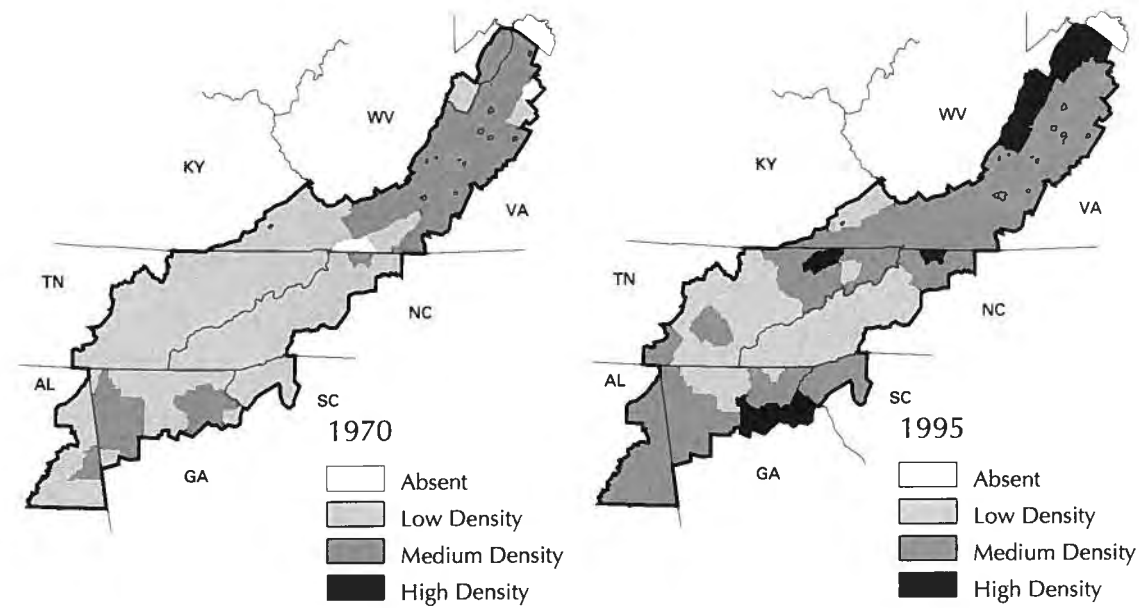 WV
KY
VA
TN
NC
AL
SC
GA
1970
Absent
Low Density
Medium Density
High Density
WV
KY
VA
TN
NC
AL
SC
GA
1995
Absent
Low Density
Medium Density
High Density